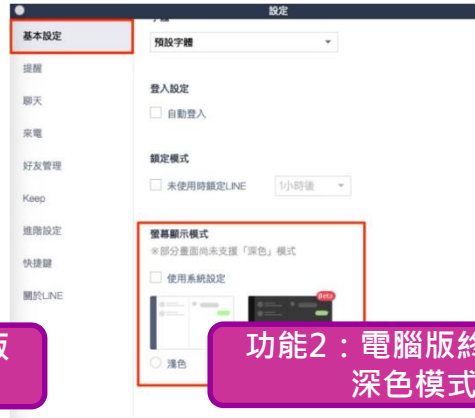 設定
基本設定
提醒
聊天
來電
好友管理
Keep
進階設定
快捷鍵
關於LINE
預設字體
登入設定
自動登入
鎖定模式
未使用時鎖定LINE 1小時後
螢幕顯示模式
※部分畫面尚未支援「深色」模式
使用系統設定
Beta
淺色
版
功能2：電腦版終
深色模式